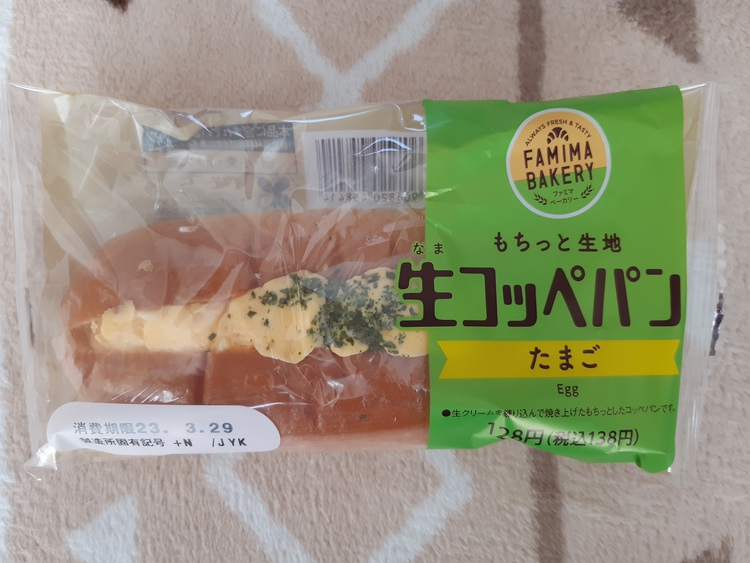 ALWAYS FRESH & TASTY
FAMIMA
BAKERY
ファミマ
ベーカリー
もちっと生地
なま
生コッペパン
たまご
Egg
●生クリームを練り込んで焼き上げたもちっとしたコッペパンです。
128円(税込138円)
消費期限23. 3.29
製造所固有記号 +N /JYK